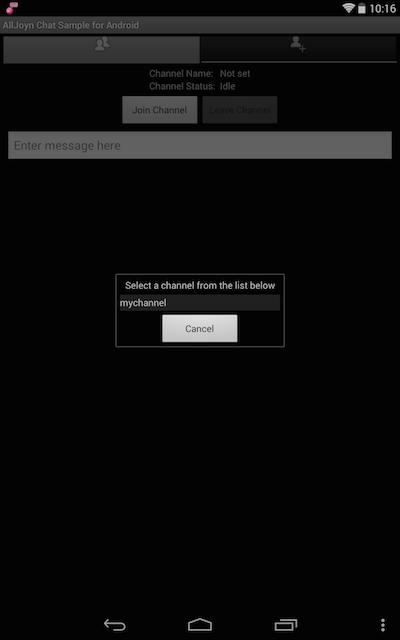 10:16
AllJoyn Chat Sample for Android
Channel Name: Not set
Channel Status: Idle
Join Channel Leave Channel
Enter message here
Select a channel from the list below
mychannel
Cancel